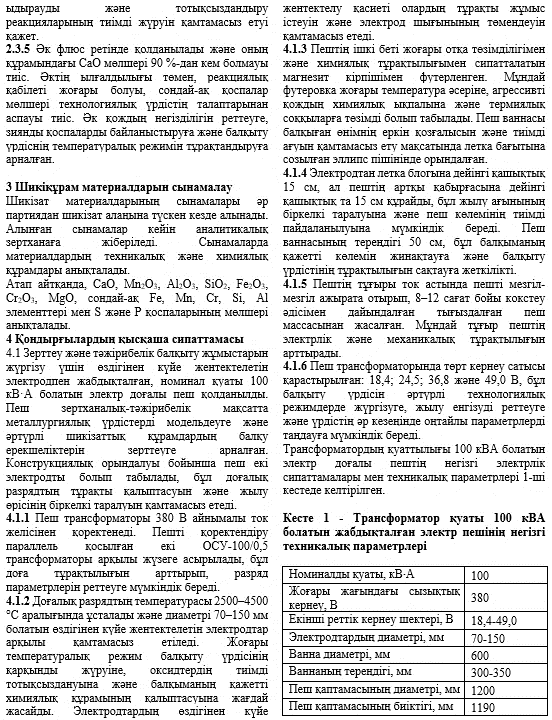 ыдырауды және тотықсыздандыру
реакцияларының тиімді жүруін қамтамасыз етуі
қажет.
2.3.5 Әк флюс ретінде қолданылады және оның
құрамындағы CaO мөлшері 90 %-дан кем болмауы
тиіс. Әктің ылғалдылығы төмен, реакциялық
қабілеті жоғары болуы, сондай-ақ қоспалар
мөлшері технологиялық үрдістің талаптарынан
аспауы тиіс. Әк қождың негізділігін реттеуге,
зиянды қоспаларды байланыстыруға және балқыту
үрдісінің температуралық режимін тұрақтандыруға
арналған.
3 Шикіқұрам материалдарын сынамалау
Шикізат материалдарының сынамалары әр
партиядан шикізат алаңына түскен кезде алынады.
Алынған сынамалар кейін аналитикалық
зертханаға жіберіледі. Сынамаларда
материалдардың техникалық және химиялық
құрамдары анықталады.
Атап айтқанда, CaO, Mn₂O₃, Al₂O₃, SiO₂, Fe₂O₃,
Cr₂O₃, MgO, сондай-ақ Fe, Mn, Cr, Si, Al
элементтері мен S және P қоспаларының мөлшері
анықталады.
4 Қондырғылардың қысқаша сипаттамасы
4.1 Зерттеу және тәжірибелік балқыту жұмыстарын
жүргізу үшін өздігінен күйе жентектелетін
электродпен жабдықталған, номинал қуаты 100
кВ·А болатын электр доғалы пеш қолданылды.
Пеш зертханалық-тәжірибелік мақсатта
металлургиялық үрдістерді модельдеуге және
әртүрлі шикізаттық құрамдардың балқу
ерекшеліктерін зерттеуге арналған.
Конструкциялық орындалуы бойынша пеш екі
электродты болып табылады, бұл доғалық
разрядтың тұрақты қалыптасуын және жылу
өрісінің біркелкі таралуын қамтамасыз етеді.
4.1.1 Пеш трансформаторы 380 В айнымалы ток
желісінен қоректенеді. Пешті қоректендіру
параллель қосылған екі ОСУ-100/0,5
трансформаторы арқылы жүзеге асырылады, бұл
доға тұрақтылығын арттырып, разряд
параметрлерін реттеуге мүмкіндік береді.
4.1.2 Доғалық разрядтың температурасы 2500–4500
°C аралығында ұсталады және диаметрі 70–150 мм
болатын өздігінен күйе жентектелетін электродтар
арқылы қамтамасыз етіледі. Жоғары
температуралық режим балқыту үрдісінің
қарқынды жүруіне, оксидтердің тиімді
тотықсыздануына және балқыманың қажетті
химиялық құрамының қалыптасуына жағдай
жасайды. Электродтардың өздігінен күйе
жентектелу қасиеті олардың тұрақты жұмыс
істеуін және электрод шығынының төмендеуін
қамтамасыз етеді.
4.1.3 Пештің ішкі беті жоғары отқа төзімділігімен
және химиялық тұрақтылығымен сипатталатын
магнезит кірпішімен футерленген. Мұндай
футеровка жоғары температура әсеріне, агрессивті
қождың химиялық ықпалына және термиялық
соққыларға төзімді болып табылады. Пеш ваннасы
балқыған өнімнің еркін қозғалысын және тиімді
ағуын қамтамасыз ету мақсатында летка бағытына
созылған эллипс пішінінде орындалған.
4.1.4 Электродтан летка блогына дейінгі қашықтық
15 см, ал пештің артқы қабырғасына дейінгі
қашықтық та 15 см құрайды, бұл жылу ағынының
біркелкі таралуына және пеш көлемінің тиімді
пайдаланылуына мүмкіндік береді. Пеш
ваннасының тереңдігі 50 см, бұл балқыманың
қажетті көлемін жинақтауға және балқыту
үрдістің тұрақтылығын сақтауға жеткілікті.
4.1.5 Пештің тұғыры ток астында пешті мезгіл-
мезгіл ажырата отырып, 8–12 сағат бойы кокстеу
әдісімен дайындалған тығыздалған пеш
массасынан жасалған. Мұндай тұғыр пештің
электрлік және механикалық тұрақтылығын
арттырады.
4.1.6 Пеш трансформаторында төрт кернеу сатысы
қарастырылған: 18,4; 24,5; 36,8 және 49,0 В, бұл
балқыту үрдісін әртүрлі технологиялық
режимдерде жүргізуге, жылу енгізуді реттеуге
және үрдістің әр кезеңінде оңтайлы параметрлерді
таңдауға мүмкіндік береді.
Трансформатордың қуаттылығы 100 кВА болатын
электр доғалы пештің негізгі электрлік
сипаттамалары мен техникалық параметрлері 1-ші
кестеде келтірілген.
Кесте 1 - Трансформатор қуаты 100 кВА
болатын жабдықталған электр пешінің негізгі
техникалық параметрлері
Номиналды қуаты, кВ·А 100
Жоғары жағындағы сызықтық
кернеу, В 380
Екінші реттік кернеу шектері, В 18,4-49,0
Электродтардын диаметрі, мм 70-150
Ванна диаметрі, мм 600
Ваннаның тереңдігі, мм 300-350
Пеш қаптамасының диаметрі, мм 1200
Пеш қаптамасының биіктігі, мм 1190